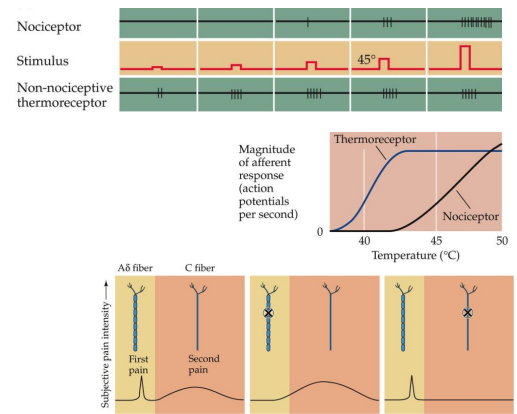 Nociceptor
Stimulus
45°
Non-nociceptive
thermoreceptor
Magnitude
of afferent
response
(action
potentials
per second)
Thermoreceptor
Nociceptor
0
40 45 50
Temperature (°C)
Subjective pain intensity
Aδ fiber C fiber
First Second
pain pain